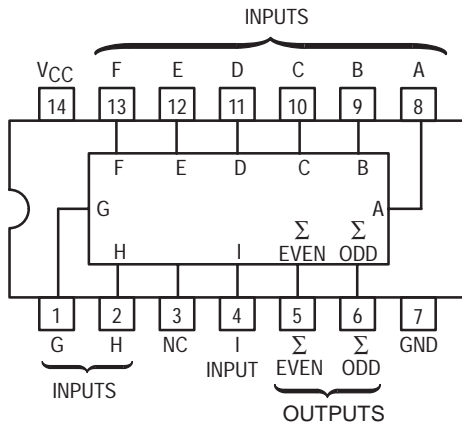 INPUTS
VCC F E D C B A
14 13 12 11 10 9 8
F E D C B
G A
H I Σ EVEN Σ ODD
1 2 3 4 5 6 7
G H NC I INPUT Σ EVEN Σ ODD GND
INPUTS
OUTPUTS